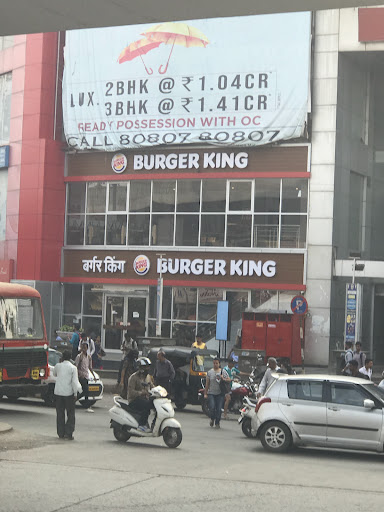 LUX. 2BHK @ ₹1.04CR
3BHK @ ₹1.41CR
READY POSSESSION WITH OC
CALL 80807 80807
BURGER KING
बर्गर किंग BURGER KING